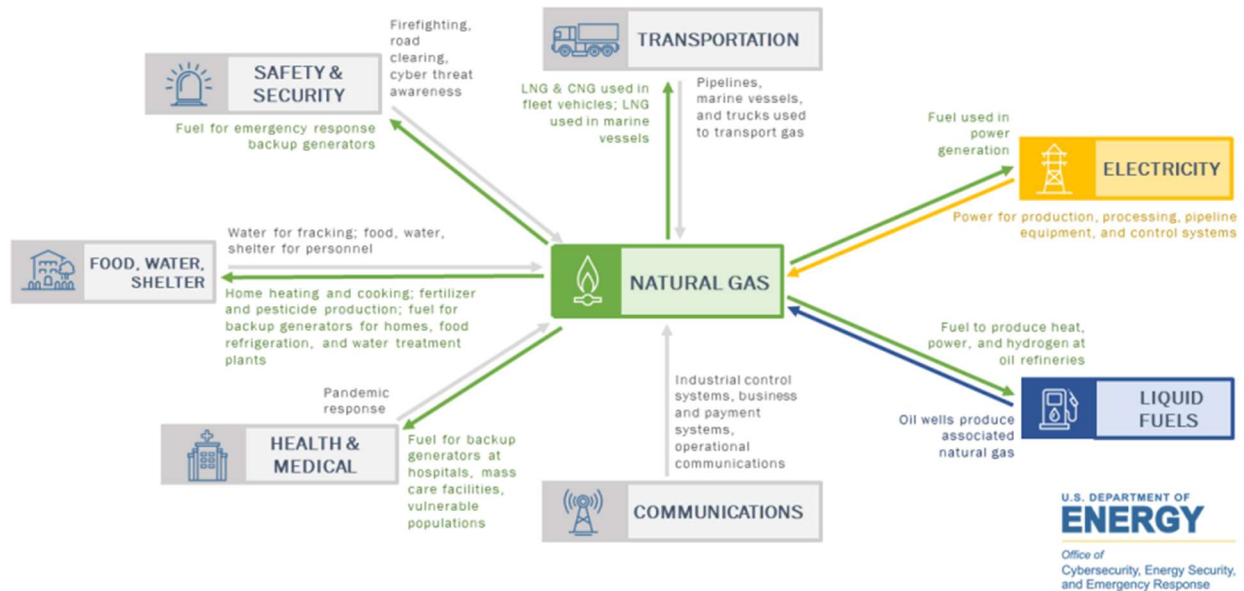 Firefighting,
road
clearing,
cyber threat
awareness
SAFETY &
SECURITY
Fuel for emergency response
backup generators
TRANSPORTATION
LNG & CNG used in
fleet vehicles; LNG
used in marine
vessels
Pipelines,
marine vessels,
and trucks used
to transport gas
Fuel used in
power
generation
ELECTRICITY
Power for production, processing, pipeline
equipment, and control systems
Water for fracking; food, water,
shelter for personnel
FOOD, WATER,
SHELTER
Home heating and cooking; fertilizer
and pesticide production; fuel for
backup generators for homes, food
refrigeration, and water treatment
plants
NATURAL GAS
Fuel to produce heat,
power, and hydrogen at
oil refineries
LIQUID
FUELS
Oil wells produce
associated
natural gas
Pandemic
response
HEALTH &
MEDICAL
Fuel for backup
generators at
hospitals, mass
care facilities,
vulnerable
populations
Industrial control
systems, business
and payment
systems,
operational
communications
COMMUNICATIONS
U.S. DEPARTMENT OF
ENERGY
Office of
Cybersecurity, Energy Security,
and Emergency Response